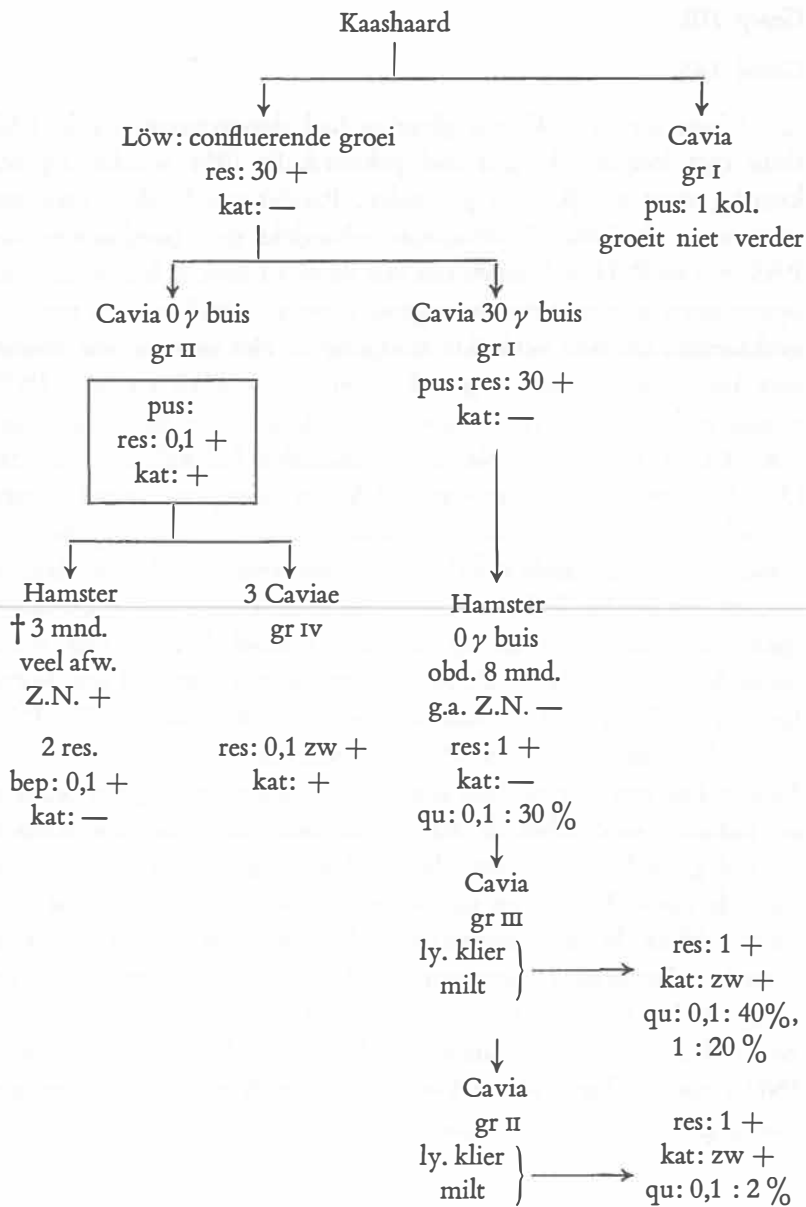 Kaashaard
Löw: confluerende groei
res: 30 +
kat: —
Cavia
gr I
pus: 1 kol.
groeit niet verder
Cavia 0 γ buis
gr II
pus:
res: 0,1 +
kat: +
Cavia 30 γ buis
gr I
pus: res: 30 +
kat: —
Hamster
† 3 mnd.
veel afw.
Z.N. +
2 res.
bep: 0,1 +
kat: —
3 Caviae
gr IV
res: 0,1 zw +
kat: +
Hamster
0 γ buis
obd. 8 mnd.
g.a. Z.N. —
res: 1 +
kat: —
qu: 0,1 : 30 %
Cavia
gr III
ly. klier
milt
res: 1 +
kat: zw +
qu: 0,1: 40%,
1 : 20 %
Cavia
gr II
ly. klier
milt
res: 1 +
kat: zw +
qu: 0,1 : 2 %